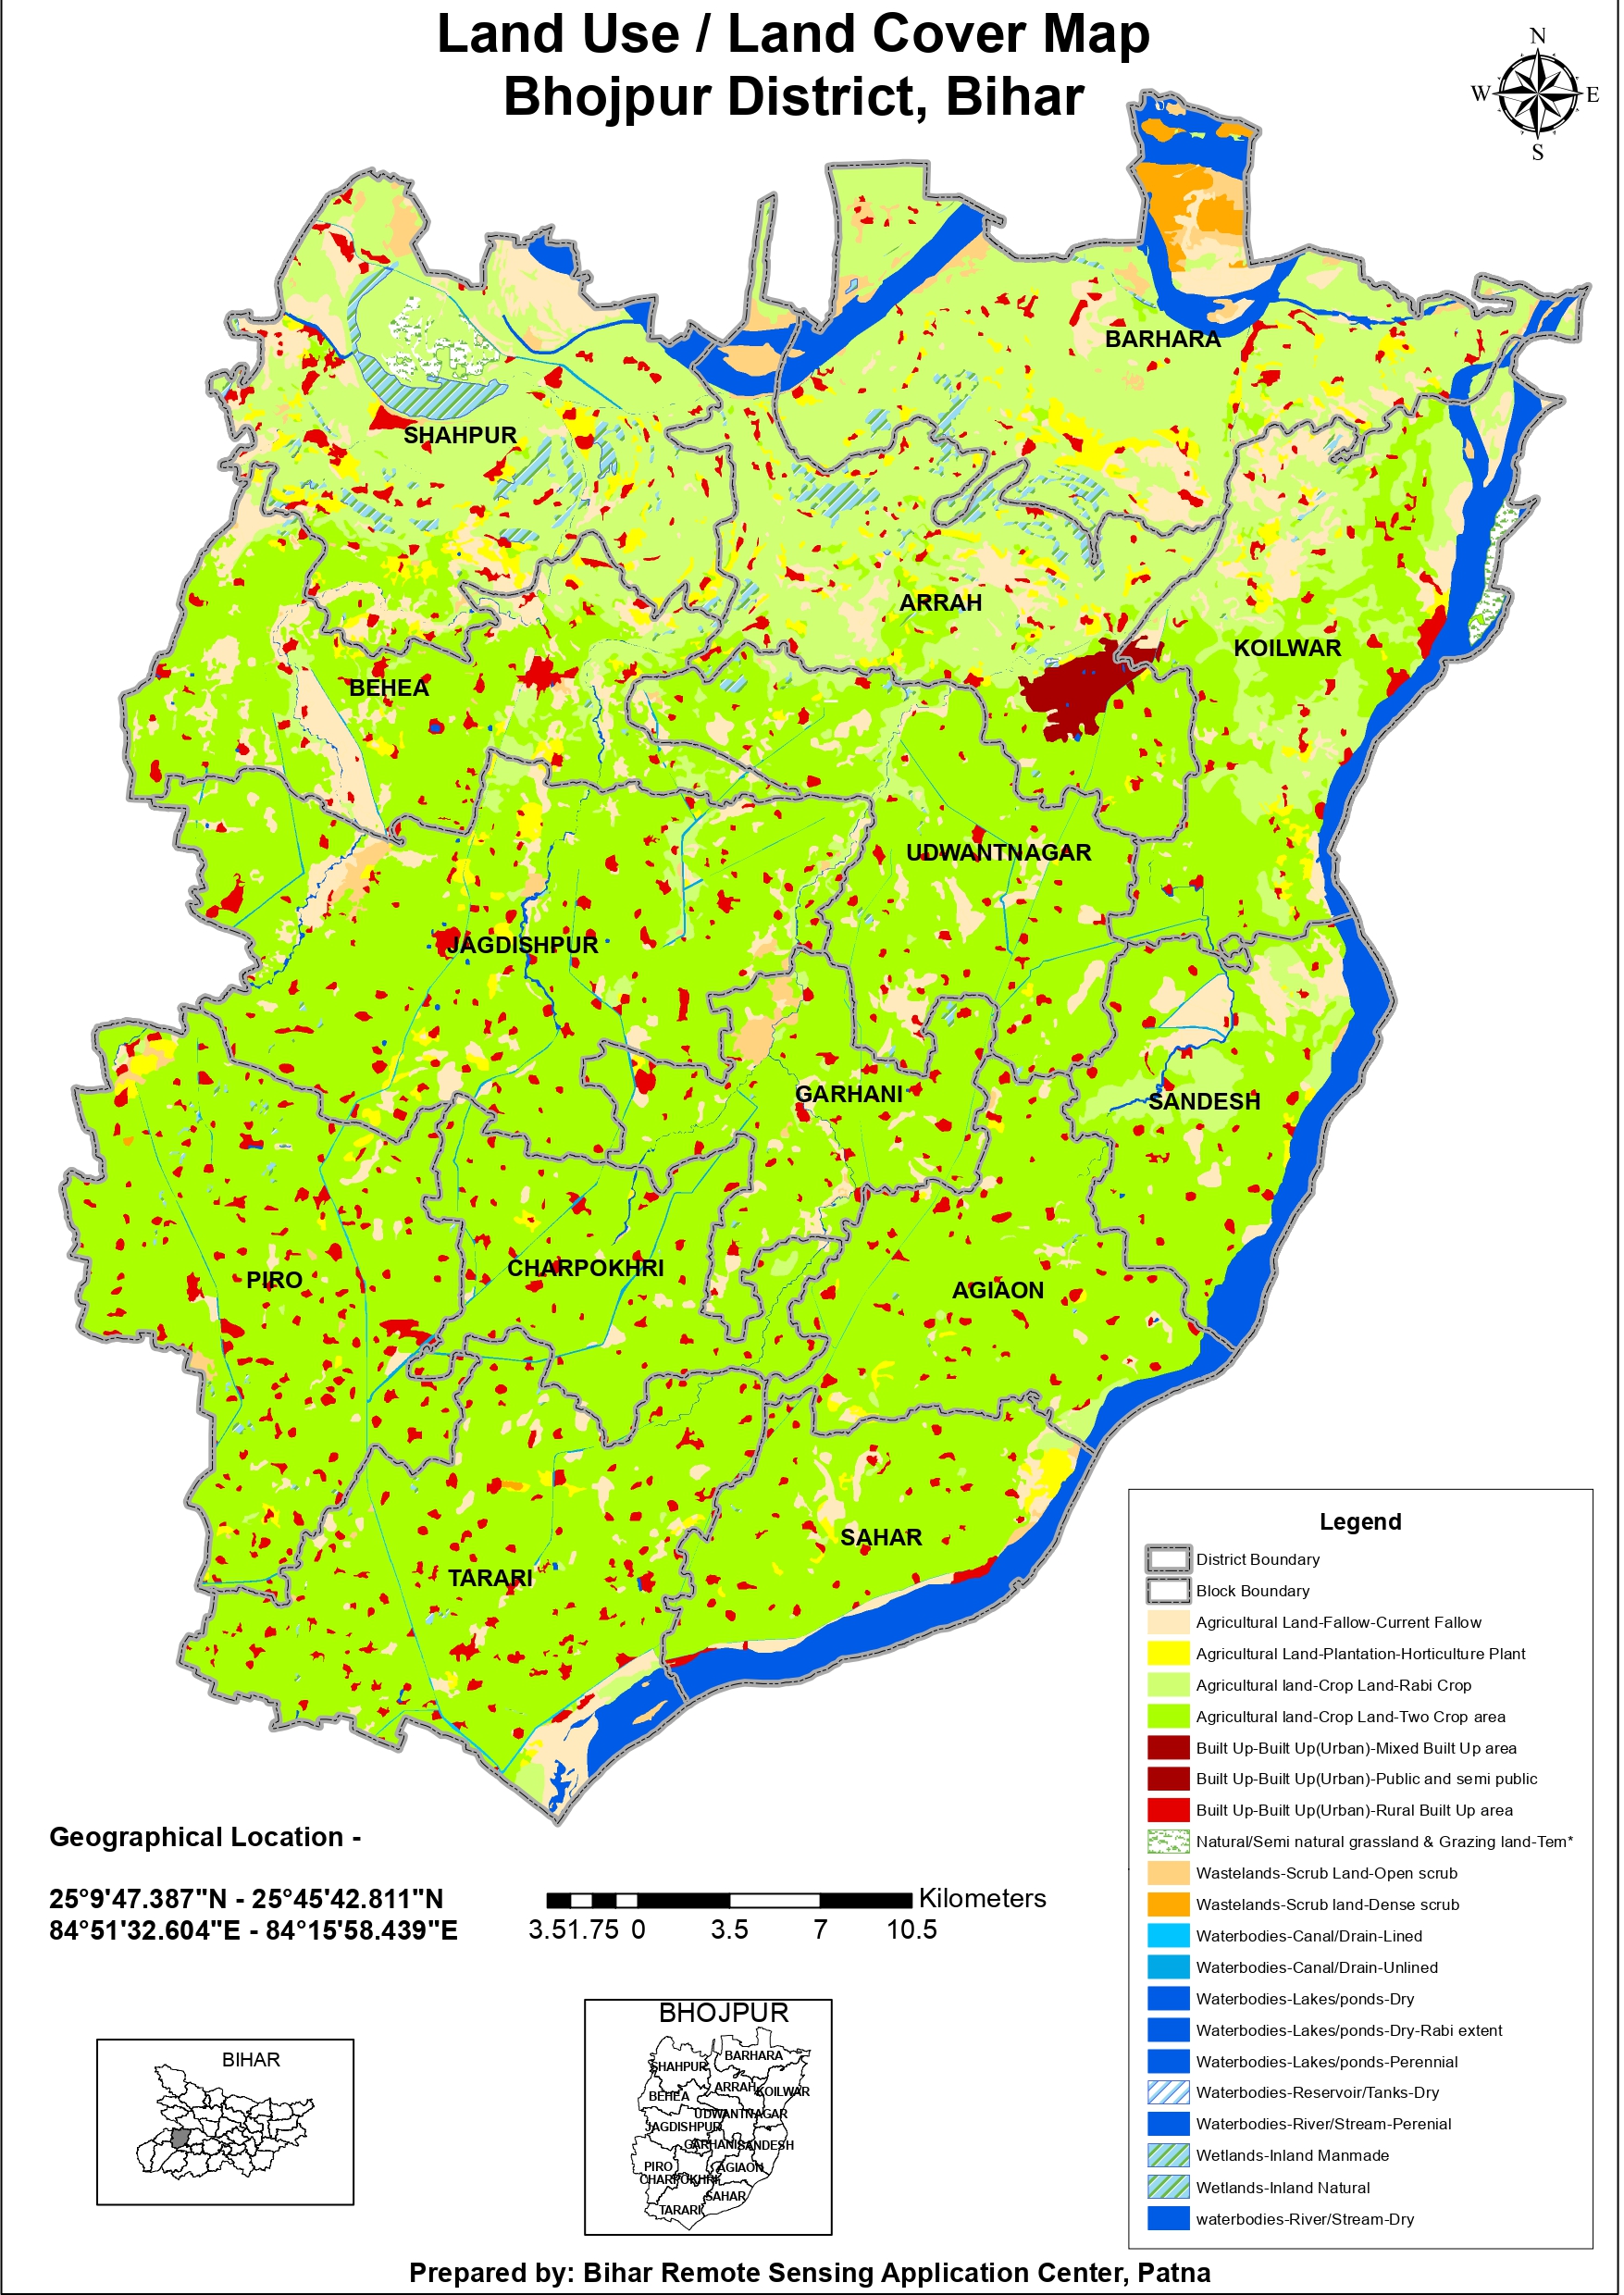 Land Use / Land Cover Map
Bhojpur District, Bihar
N
W E
S
BARHARA
SHAHPUR
ARRAH
KOILWAR
BEHEA
UDWANTNAGAR
JAGDISHPUR
GARHANI
SANDESH
CHARPOKHRI
PIRO
AGIAON
SAHAR
TARARI
Legend
District Boundary
Block Boundary
Agricultural Land-Fallow-Current Fallow
Agricultural Land-Plantation-Horticulture Plant
Agricultural land-Crop Land-Rabi Crop
Agricultural land-Crop Land-Two Crop area
Built Up-Built Up(Urban)-Mixed Built Up area
Built Up-Built Up(Urban)-Public and semi public
Built Up-Built Up(Urban)-Rural Built Up area
Natural/Semi natural grassland & Grazing land-Tem*
Wastelands-Scrub Land-Open scrub
Wastelands-Scrub land-Dense scrub
Waterbodies-Canal/Drain-Lined
Waterbodies-Canal/Drain-Unlined
Waterbodies-Lakes/ponds-Dry
Waterbodies-Lakes/ponds-Dry-Rabi extent
Waterbodies-Lakes/ponds-Perennial
Waterbodies-Reservoir/Tanks-Dry
Waterbodies-River/Stream-Perenial
Wetlands-Inland Manmade
Wetlands-Inland Natural
waterbodies-River/Stream-Dry
Geographical Location -
25°9'47.387"N - 25°45'42.811"N
84°51'32.604"E - 84°15'58.439"E
Kilometers
3.51.75 0 3.5 7 10.5
BIHAR
BHOJPUR
BARHARA
SHAHPUR
ARRAH
KOILWAR
BEHEA
UDWANTNAGAR
JAGDISHPUR
GARHANI
SANDESH
PIRO
AGIAON
CHARPOKHRI
SAHAR
TARARI
Prepared by: Bihar Remote Sensing Application Center, Patna